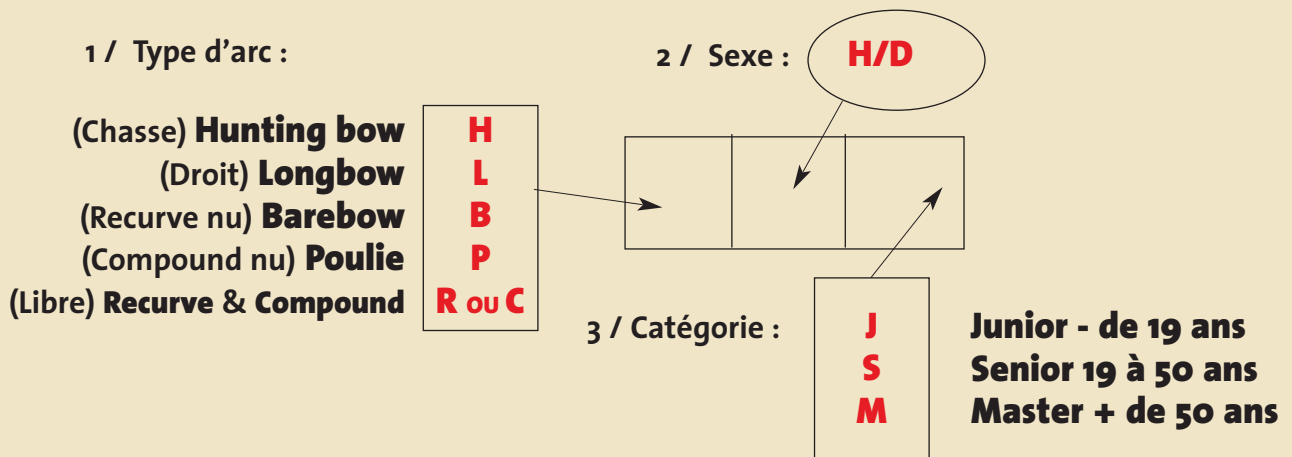 1 / Type d'arc :
2 / Sexe : H/D
(Chasse) Hunting bow H
(Droit) Longbow L
(Recurve nu) Barebow B
(Compound nu) Poulie P
(Libre) Recurve & Compound R ou C
3 / Catégorie :
J Junior - de 19 ans
S Senior 19 à 50 ans
M Master + de 50 ans